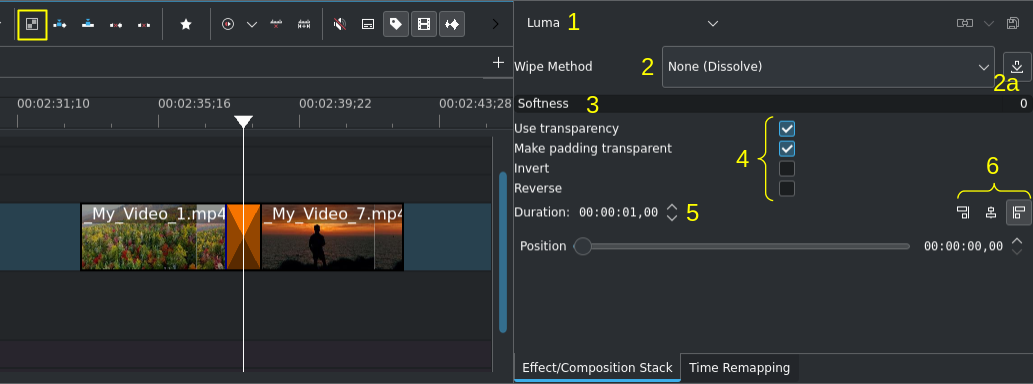 Luma 1
Wipe Method 2 None (Dissolve)
2a
Softness 3 0
Use transparency
Make padding transparent
4
Invert
Reverse
6
Duration: 00:00:01,00 5
Position 00:00:00,00
Effect/Composition Stack Time Remapping
00:02:31;10 00:02:35;16 00:02:39;22 00:02:43;28
_My_Video_1.mp4 _My_Video_7.mp4